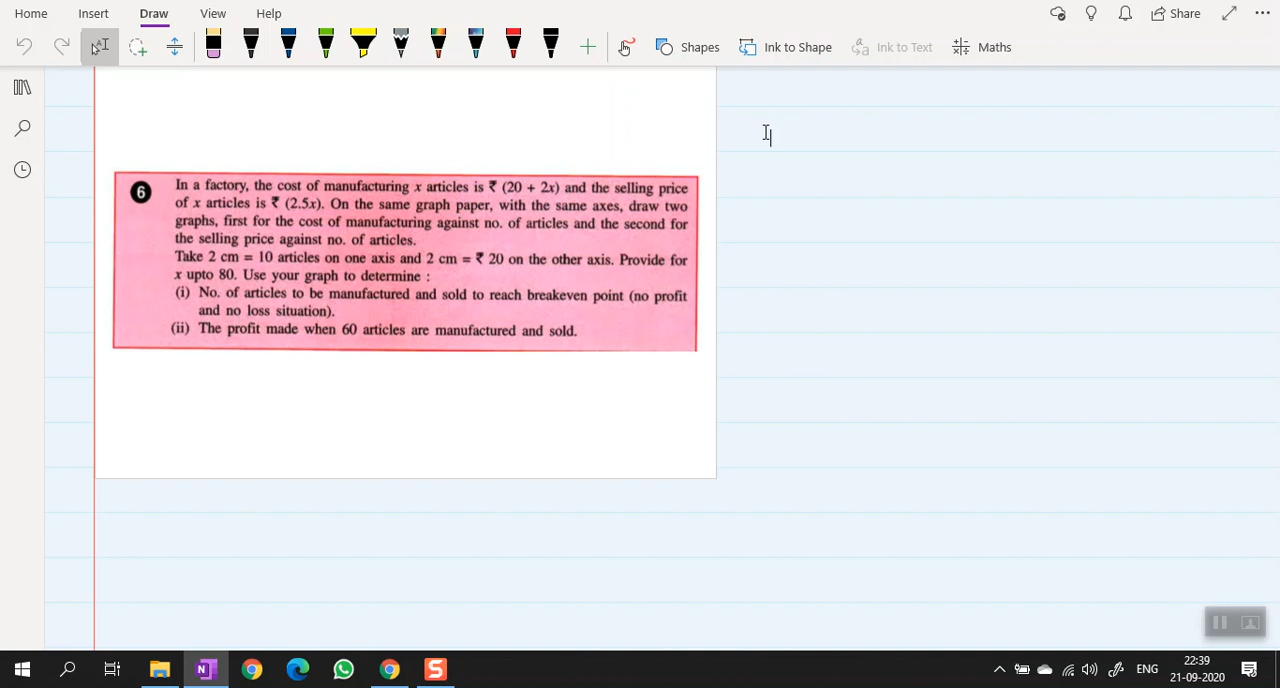 Home Insert Draw View Help
Share
Shapes Ink to Shape Ink to Text Maths
6 In a factory, the cost of manufacturing x articles is ₹ (20 + 2x) and the selling price
of x articles is ₹ (2.5x). On the same graph paper, with the same axes, draw two
graphs, first for the cost of manufacturing against no. of articles and the second for
the selling price against no. of articles.
Take 2 cm = 10 articles on one axis and 2 cm = ₹ 20 on the other axis. Provide for
x upto 80. Use your graph to determine :
(i) No. of articles to be manufactured and sold to reach breakeven point (no profit
and no loss situation).
(ii) The profit made when 60 articles are manufactured and sold.
N S ENG 22:39
21-09-2020